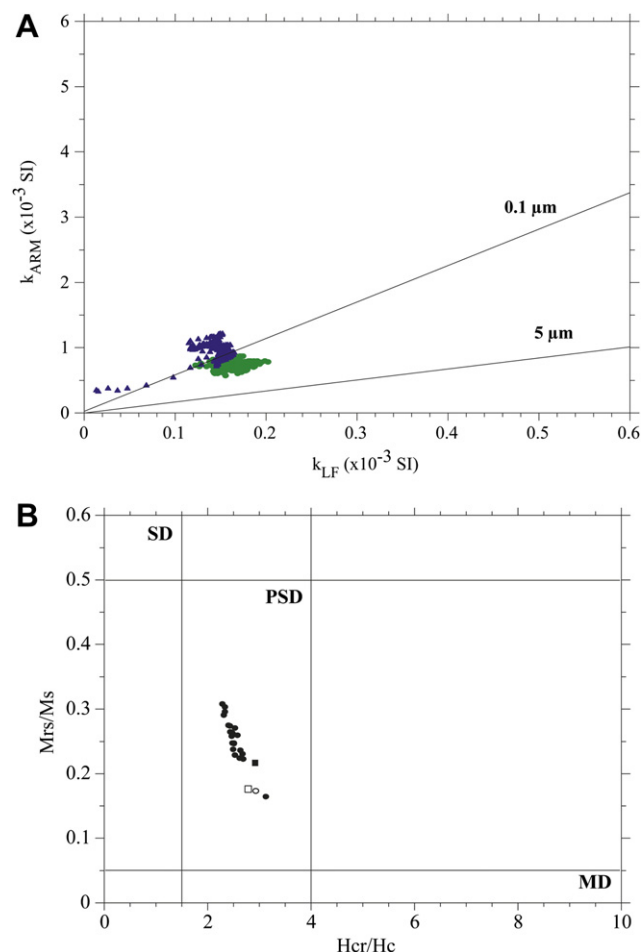 A
6
5
4
3
2
1
0
k_ARM (x10^-3 SI)
0.1 µm
5 µm
0 0.1 0.2 0.3 0.4 0.5 0.6
k_LF (x10^-3 SI)
B
0.6
0.5
0.4
0.3
0.2
0.1
0
Mrs/Ms
SD
PSD
MD
0 2 4 6 8 10
Hcr/Hc